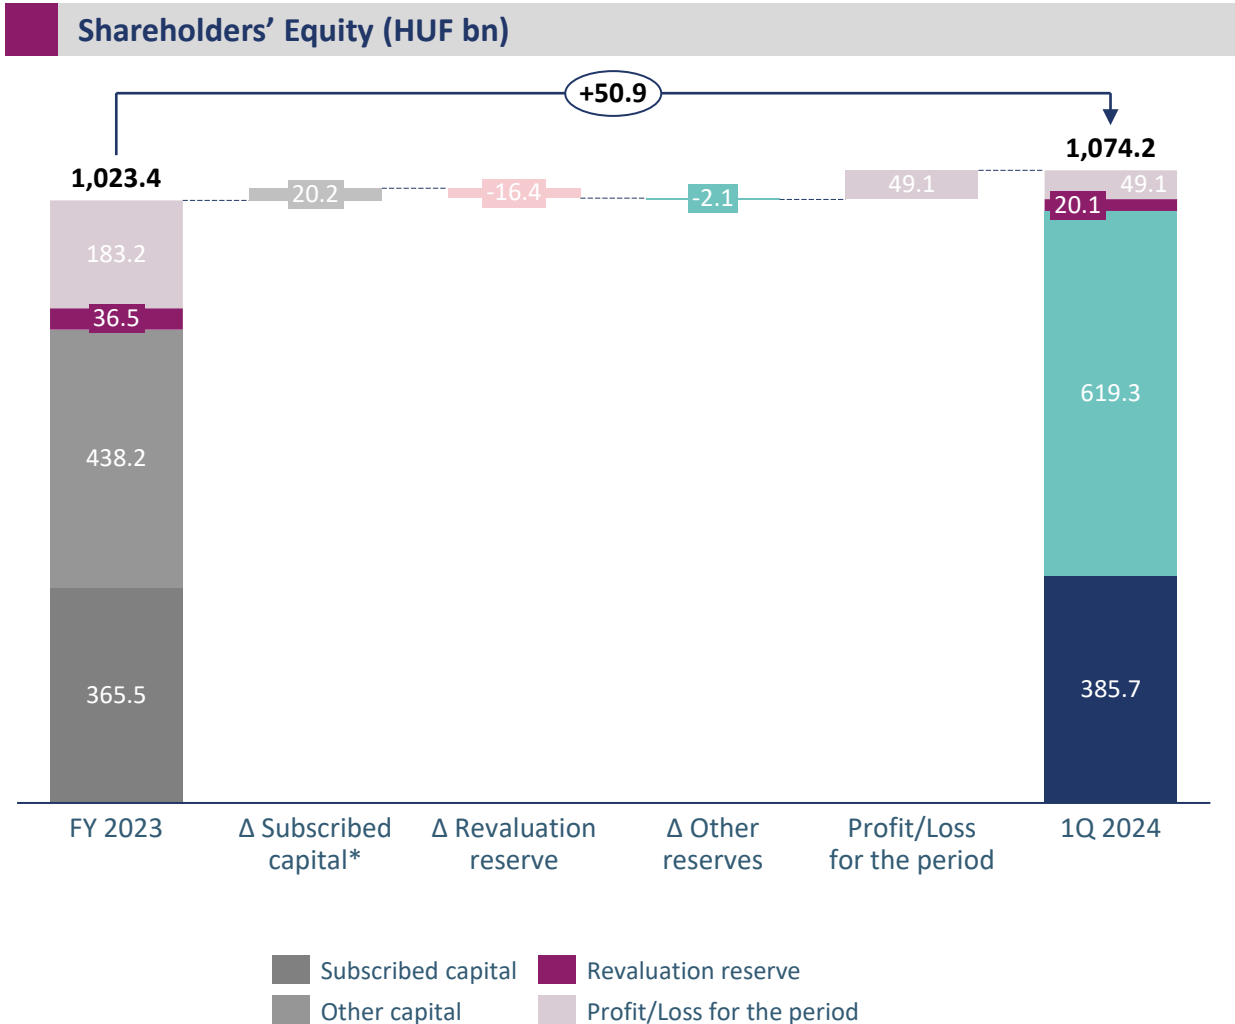 Shareholders’ Equity (HUF bn)
+50.9
1,023.4
1,074.2
20.2
-16.4
-2.1
49.1
49.1
20.1
183.2
36.5
438.2
365.5
619.3
385.7
FY 2023
Δ Subscribed
capital*
Δ Revaluation
reserve
Δ Other
reserves
Profit/Loss
for the period
1Q 2024
Subscribed capital
Revaluation reserve
Other capital
Profit/Loss for the period